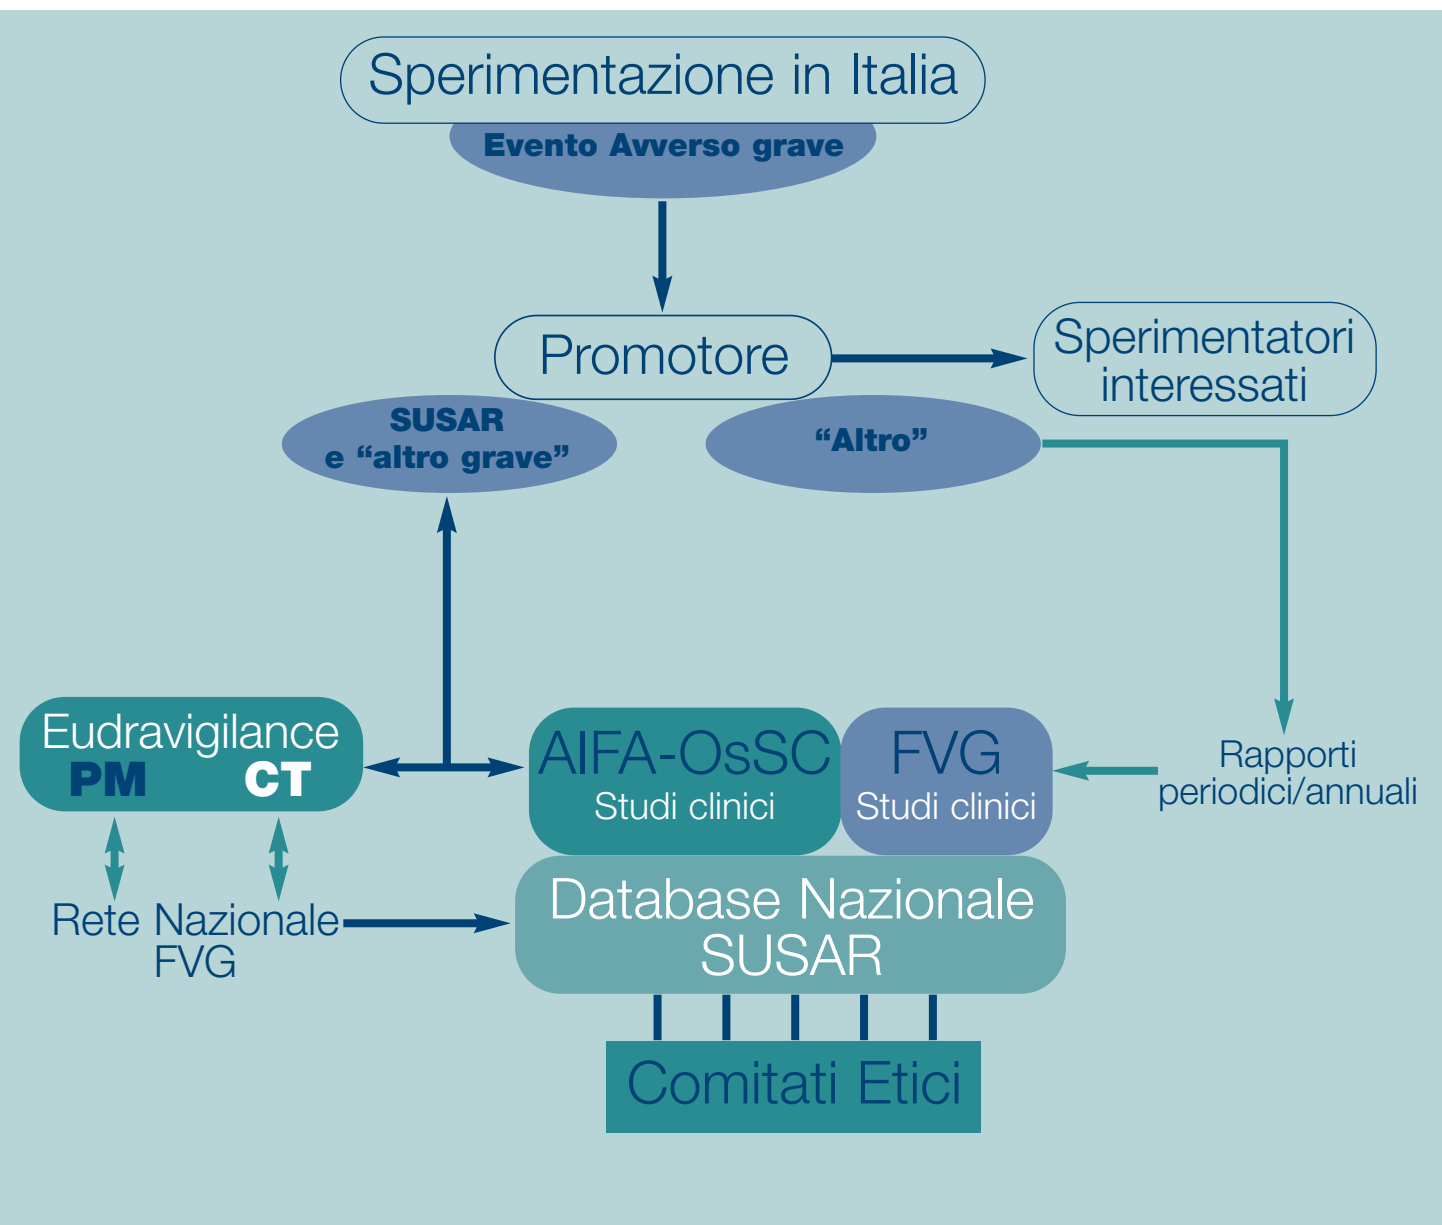 Sperimentazione in Italia
Evento Avverso grave
Promotore
Sperimentatori
interessati
SUSAR
e “altro grave”
“Altro”
Eudravigilance
PM CT
AIFA-OsSC
Studi clinici
FVG
Studi clinici
Rapporti
periodici/annuali
Rete Nazionale
FVG
Database Nazionale
SUSAR
Comitati Etici